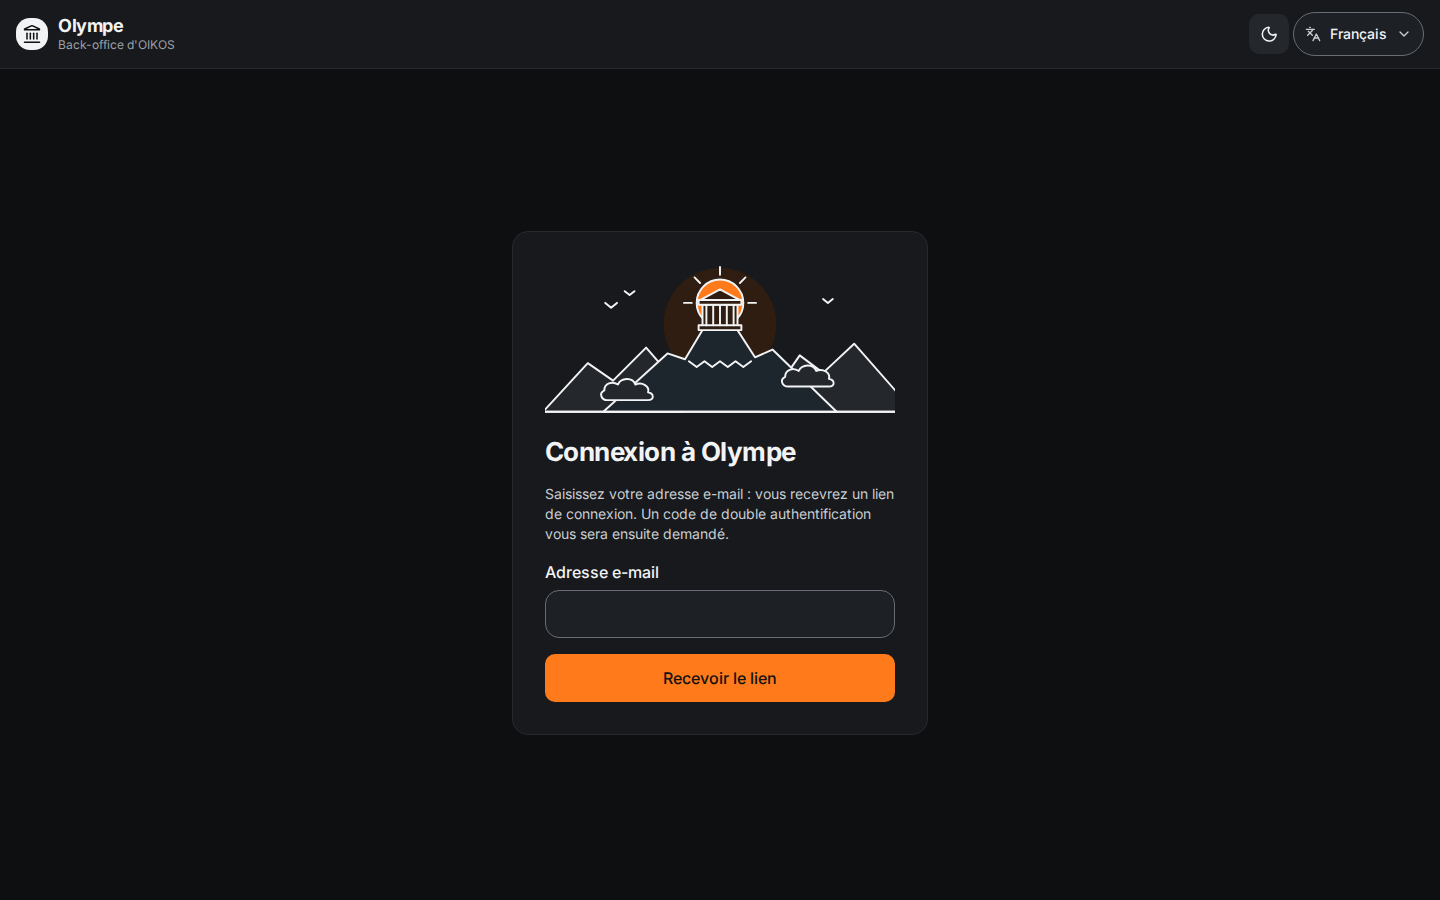 Olympe
Back-office d'OIKOS
Français
Connexion à Olympe
Saisissez votre adresse e-mail : vous recevrez un lien
de connexion. Un code de double authentification
vous sera ensuite demandé.
Adresse e-mail
Recevoir le lien